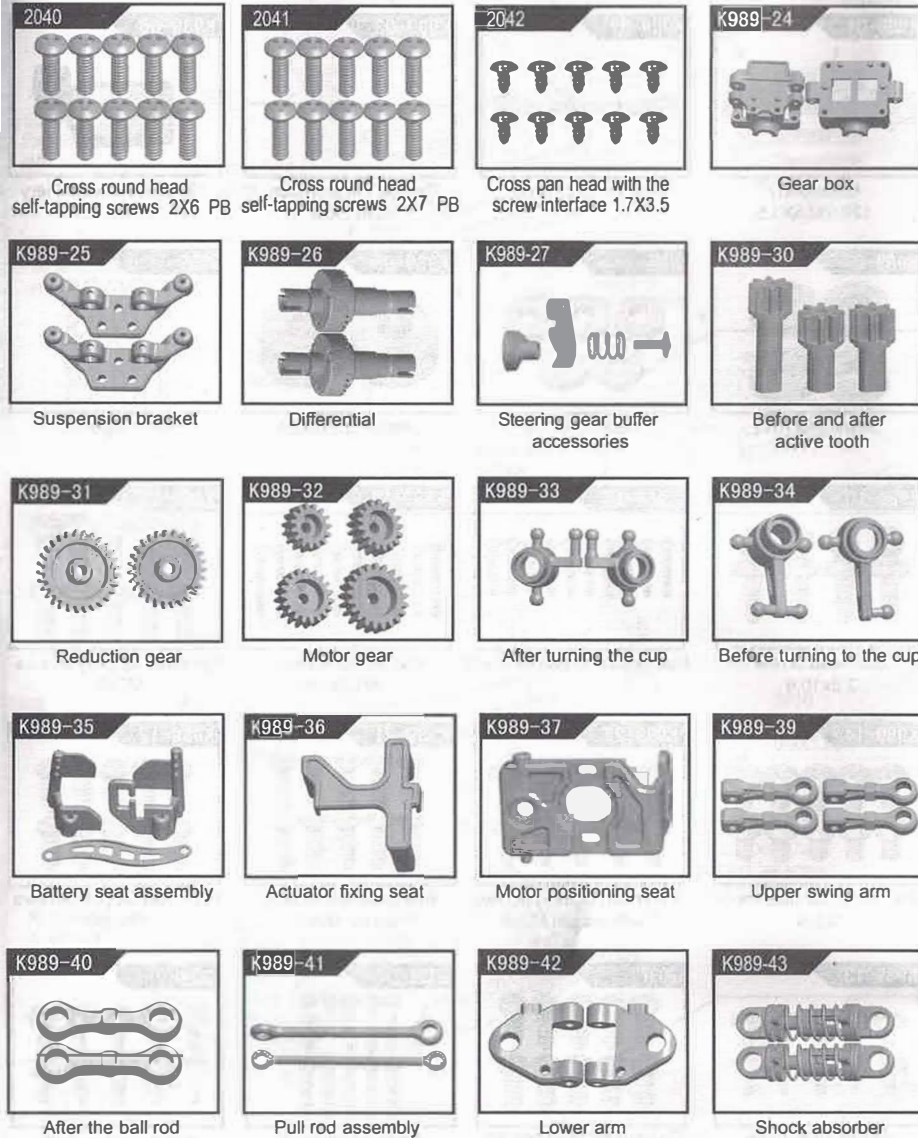 2040
2041
2042
K989-24
Cross round head
self-tapping screws 2X6 PB
Cross round head
self-tapping screws 2X7 PB
Cross pan head with the
screw interface 1.7X3.5
Gear box
K989-25
K989-26
K989-27
K989-30
Suspension bracket
Differential
Steering gear buffer
accessories
Before and after
active tooth
K989-31
K989-32
K989-33
K989-34
Reduction gear
Motor gear
After turning the cup
Before turning to the cup
K989-35
K989-36
K989-37
K989-39
Battery seat assembly
Actuator fixing seat
Motor positioning seat
Upper swing arm
K989-40
K989-41
K989-42
K989-43
After the ball rod
Pull rod assembly
Lower arm
Shock absorber